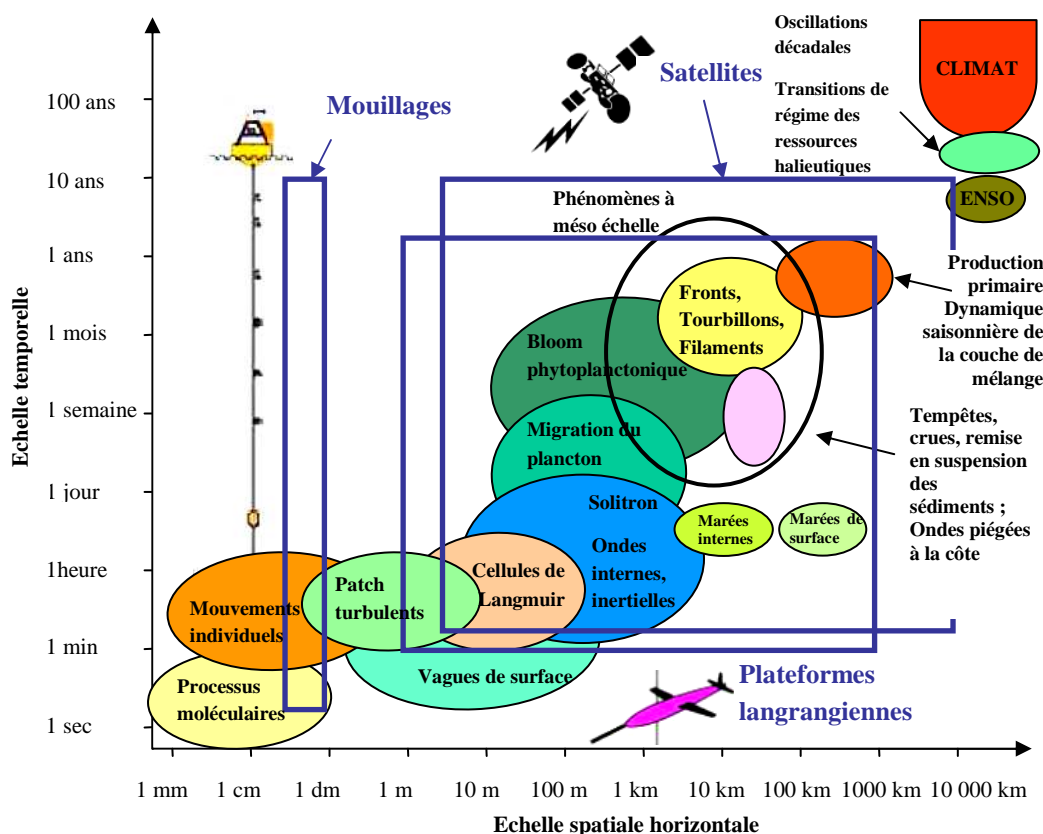 Oscillations
décadales
CLIMAT
Satellites
Transitions de
régime des
ressources
halieutiques
100 ans
Mouillages
10 ans
Phénomènes à
méso échelle
ENSO
1 ans
Production
primaire
Dynamique
saisonnière de
la couche de
mélange
Fronts,
Tourbillons,
Filaments
1 mois
Bloom
phytoplanctonique
Echelle temporelle
1 semaine
Migration du
plancton
Tempêtes,
crues, remise
en suspension
des
sédiments ;
Ondes piégées
à la côte
1 jour
Solitron
Marées
internes
Marées de
surface
Ondes
internes,
inertielles
1heure
Cellules de
Langmuir
Patch
turbulents
Mouvements
individuels
1 min
Vagues de surface
Processus
moléculaires
Plateformes
langrangiennes
1 sec
1 mm 1 cm 1 dm 1 m 10 m 100 m 1 km 10 km 100 km 1000 km 10 000 km
Echelle spatiale horizontale